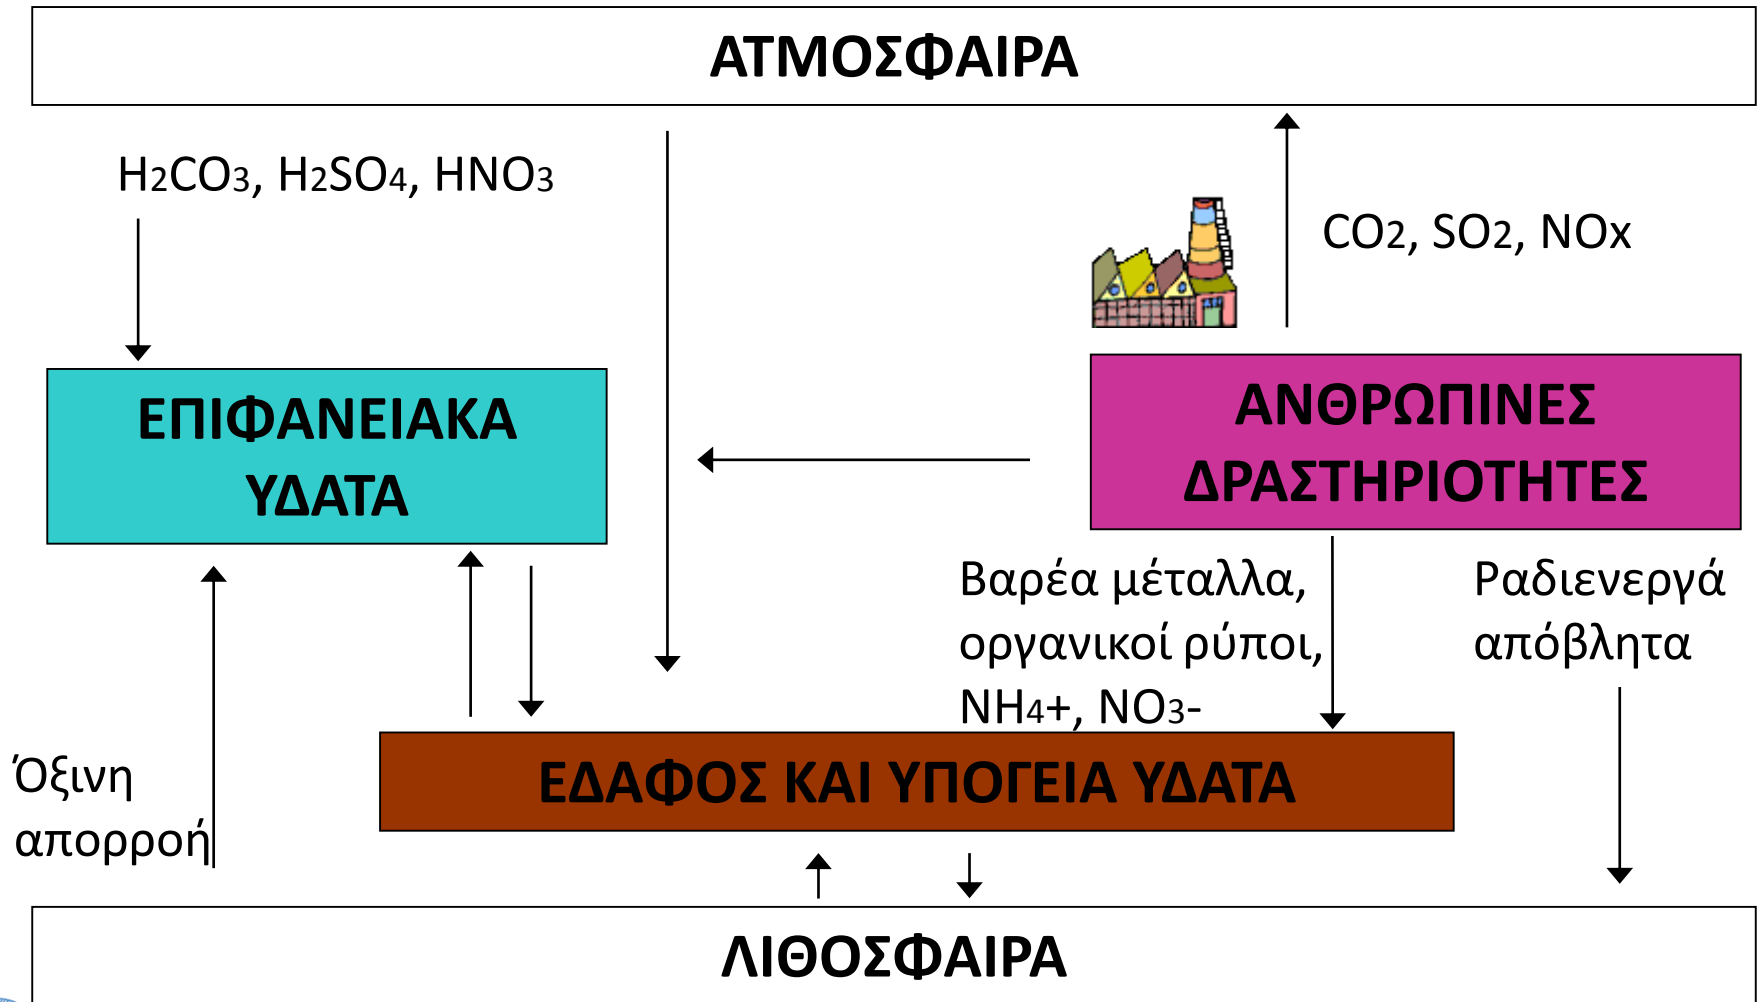 ΑΤΜΟΣΦΑΙΡΑ
H2CO3, H2SO4, HNO3
CO2, SO2, NOx
ΕΠΙΦΑΝΕΙΑΚΑ
ΥΔΑΤΑ
ΑΝΘΡΩΠΙΝΕΣ
ΔΡΑΣΤΗΡΙΟΤΗΤΕΣ
Βαρέα μέταλλα,
οργανικοί ρύποι,
NH4+, NO3-
Ραδιενεργά
απόβλητα
Όξινη
απορροή
ΕΔΑΦΟΣ ΚΑΙ ΥΠΟΓΕΙΑ ΥΔΑΤΑ
ΛΙΘΟΣΦΑΙΡΑ